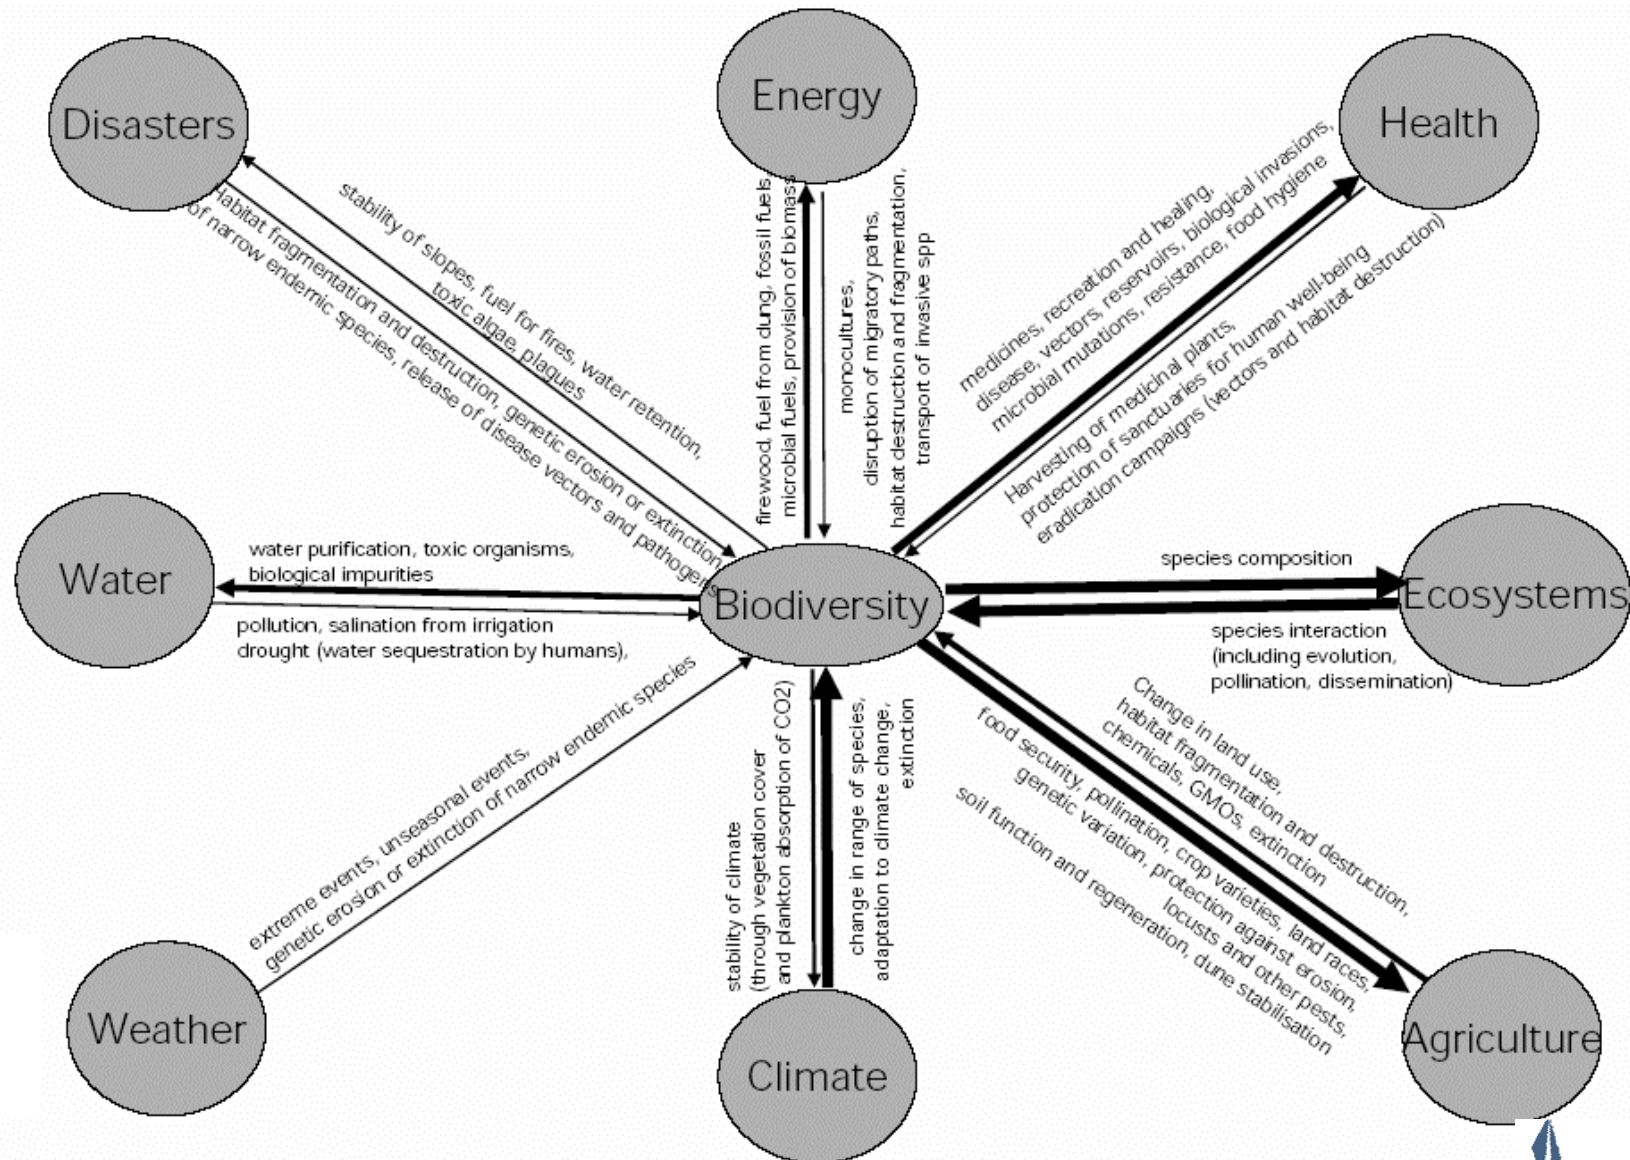 Disasters
Energy
Health
stability of slopes, fuel for fires, water retention,
toxic algae, plaques
Habitat fragmentation and destruction, genetic erosion or extinction
of narrow endemic species, release of disease vectors and pathogens
firewood, fuel from dung, fossil fuels,
microbial fuels, provision of biomass
monocultures,
disruption of migratory paths,
habitat destruction and fragmentation,
transport of invasive spp
medicines, recreation and healing,
disease, vectors, reservoirs, biological invasions,
microbial mutations, resistance, food hygiene
Harvesting of medicinal plants,
protection of sanctuaries for human well-being
eradication campaigns (vectors and habitat destruction)
Water
water purification, toxic organisms,
biological impurities
pollution, salination from irrigation
drought (water sequestration by humans),
Biodiversity
species composition
Ecosystems
species interaction
(including evolution,
pollination, dissemination)
extreme events, unseasonal events,
genetic erosion or extinction of narrow endemic species
Weather
stability of climate
(through vegetation cover
and plankton absorption of CO2)
change in range of species,
adaptation to climate change,
extinction
Climate
Change in land use,
habitat fragmentation and destruction,
chemicals, GMOs, extinction
food security, pollination, crop varieties, land races,
genetic variation, protection against erosion,
locusts and other pests,
soil function and regeneration, dune stabilisation
Agriculture